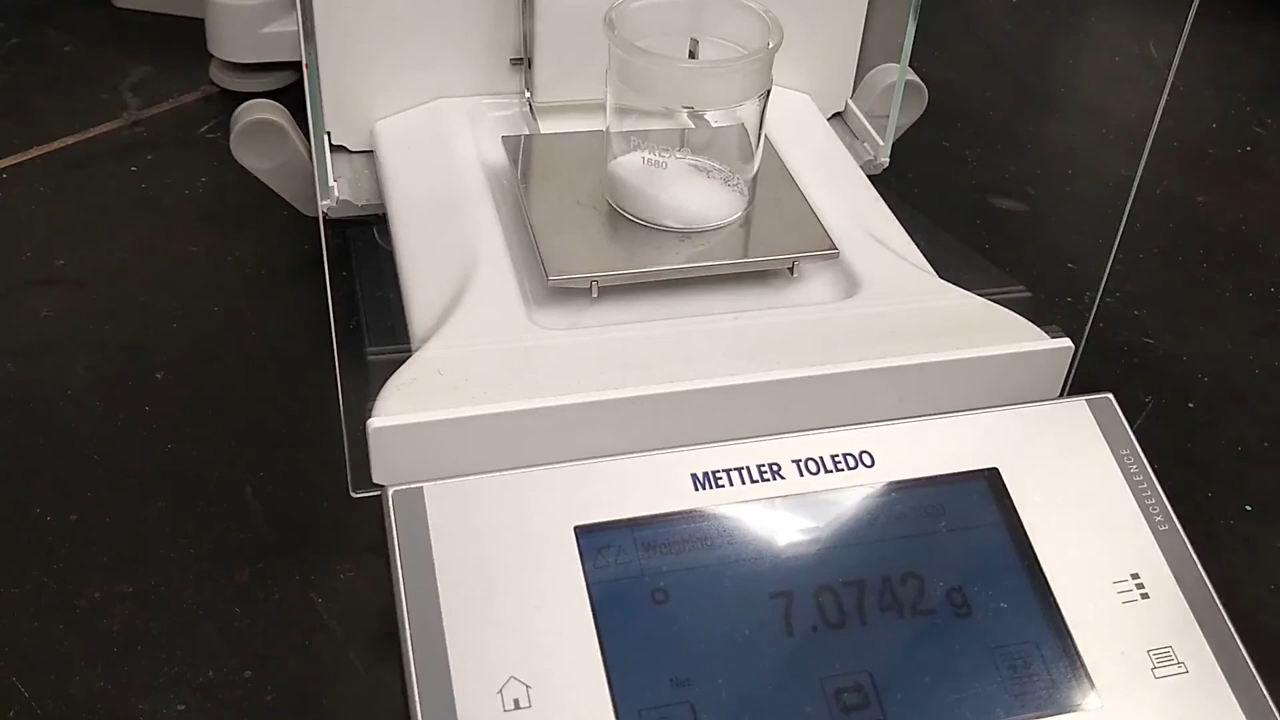 PYREX®
1680
METTLER TOLEDO
EXCELLENCE
Weighing
7.0742 g
Net